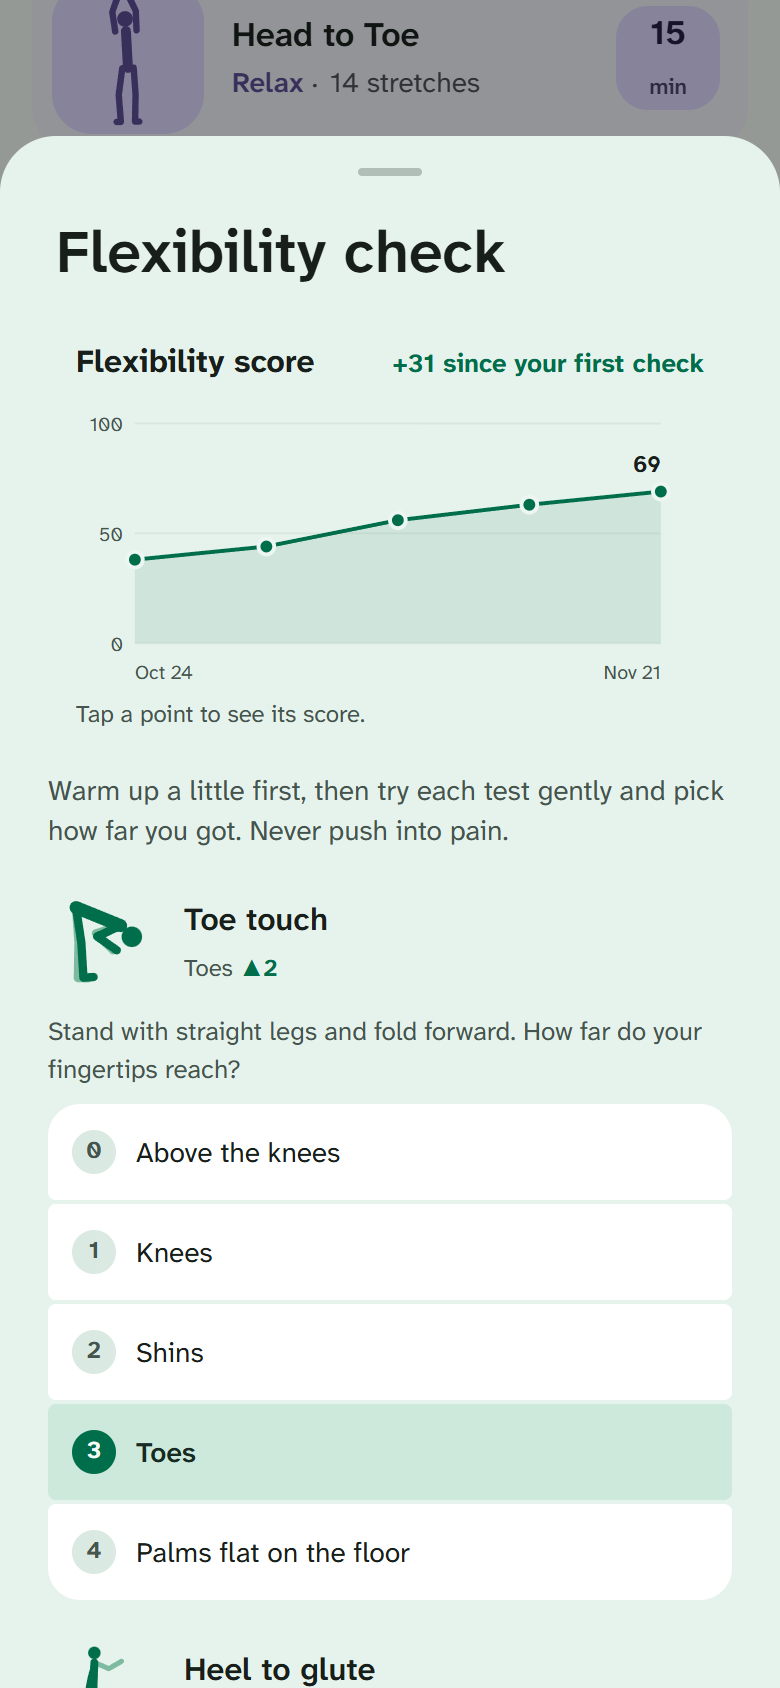 Head to Toe
Relax · 14 stretches
15
min
Flexibility check
Flexibility score
+31 since your first check
100
69
50
0
Oct 24
Nov 21
Tap a point to see its score.
Warm up a little first, then try each test gently and pick
how far you got. Never push into pain.
Toe touch
Toes ▲2
Stand with straight legs and fold forward. How far do your
fingertips reach?
0 Above the knees
1 Knees
2 Shins
3 Toes
4 Palms flat on the floor
Heel to glute